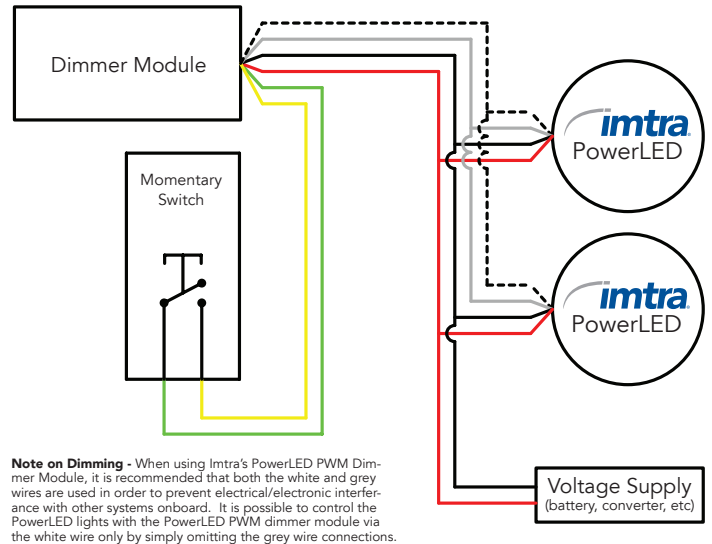 Dimmer Module
imtra
PowerLED
Momentary
Switch
imtra
PowerLED
Voltage Supply
(battery, converter, etc)
Note on Dimming - When using Imtra's PowerLED PWM Dim-
mer Module, it is recommended that both the white and grey
wires are used in order to prevent electrical/electronic interfer-
ance with other systems onboard.  It is possible to control the
PowerLED lights with the PowerLED PWM dimmer module via
the white wire only by simply omitting the grey wire connections.